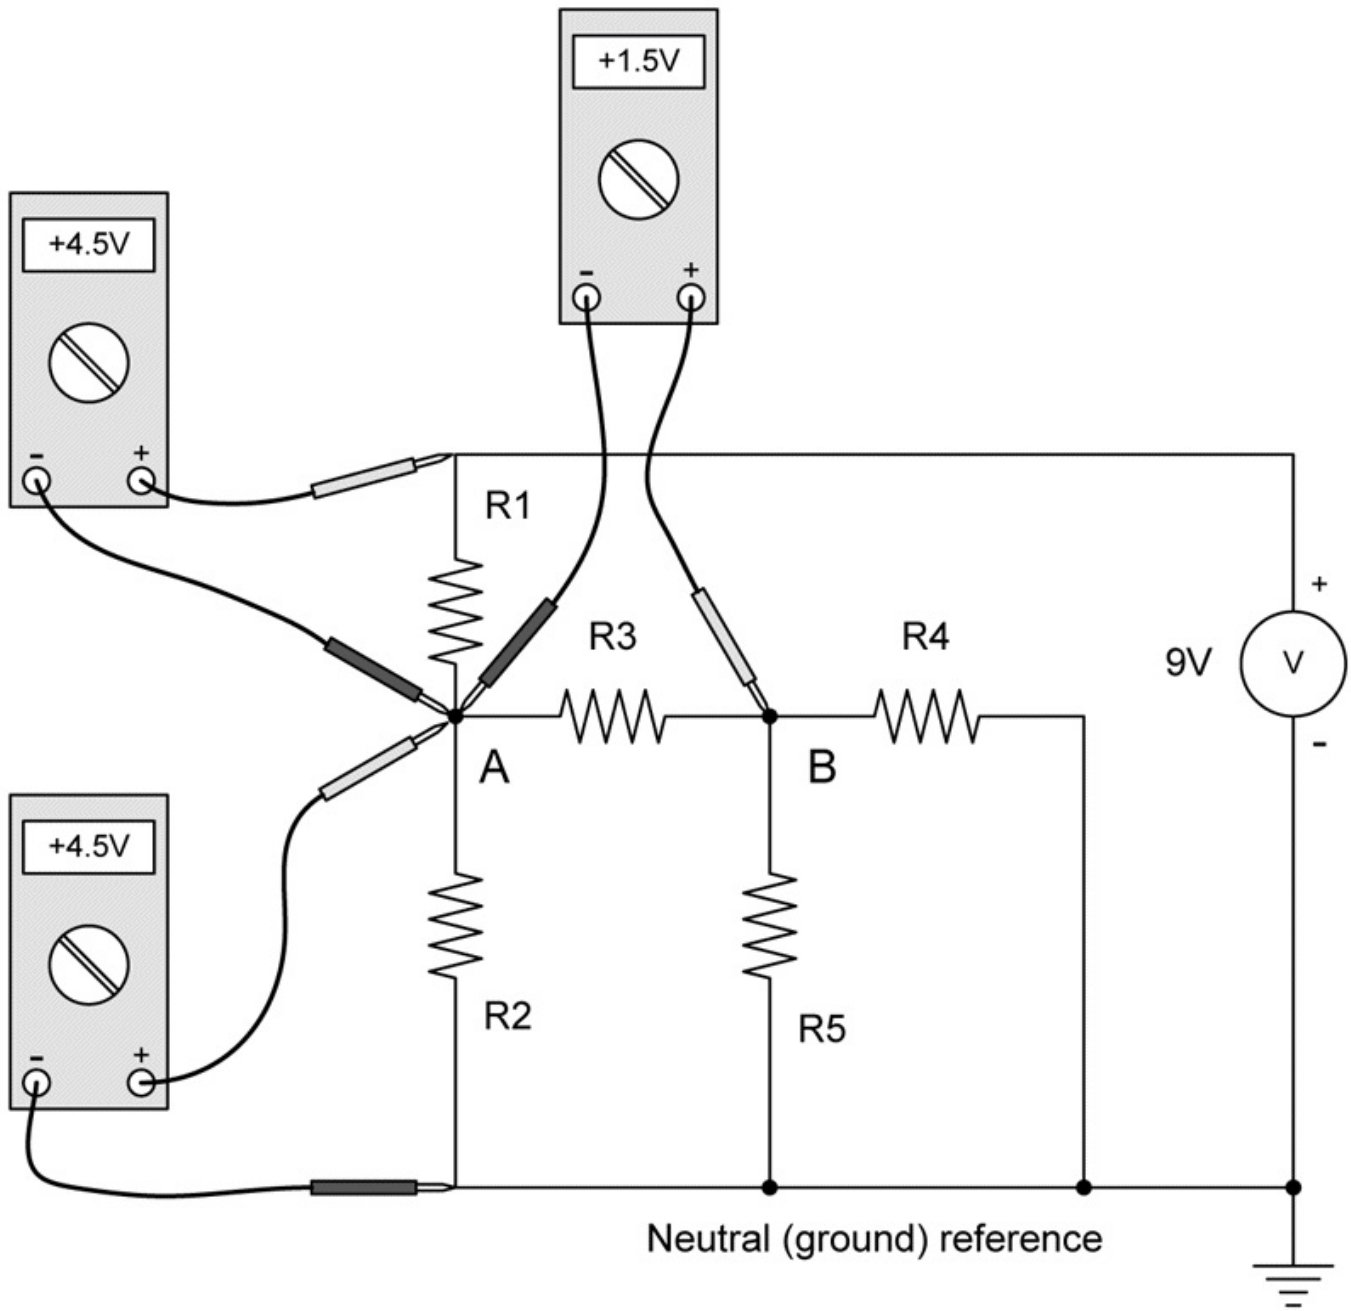 +1.5V
- +
+4.5V
- +
R1
+
R3
R4
9V
V
A
B
-
+4.5V
R2
R5
- +
Neutral (ground) reference